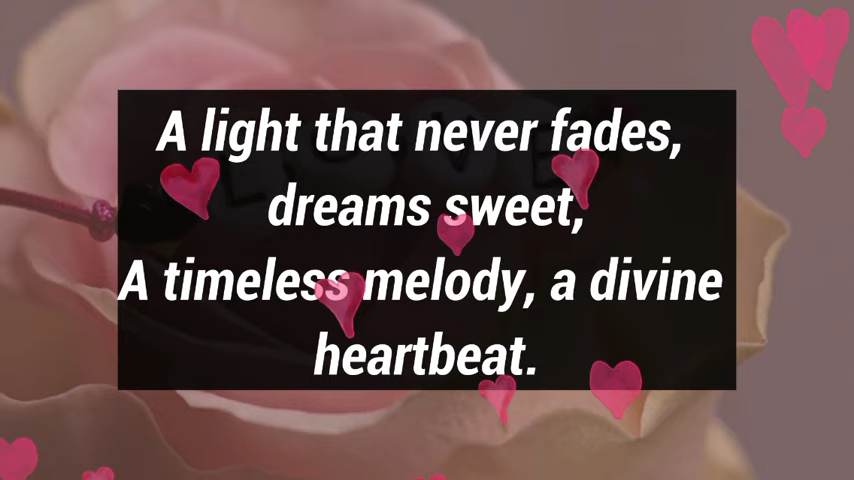 A light that never fades,
dreams sweet,
A timeless melody, a divine
heartbeat.